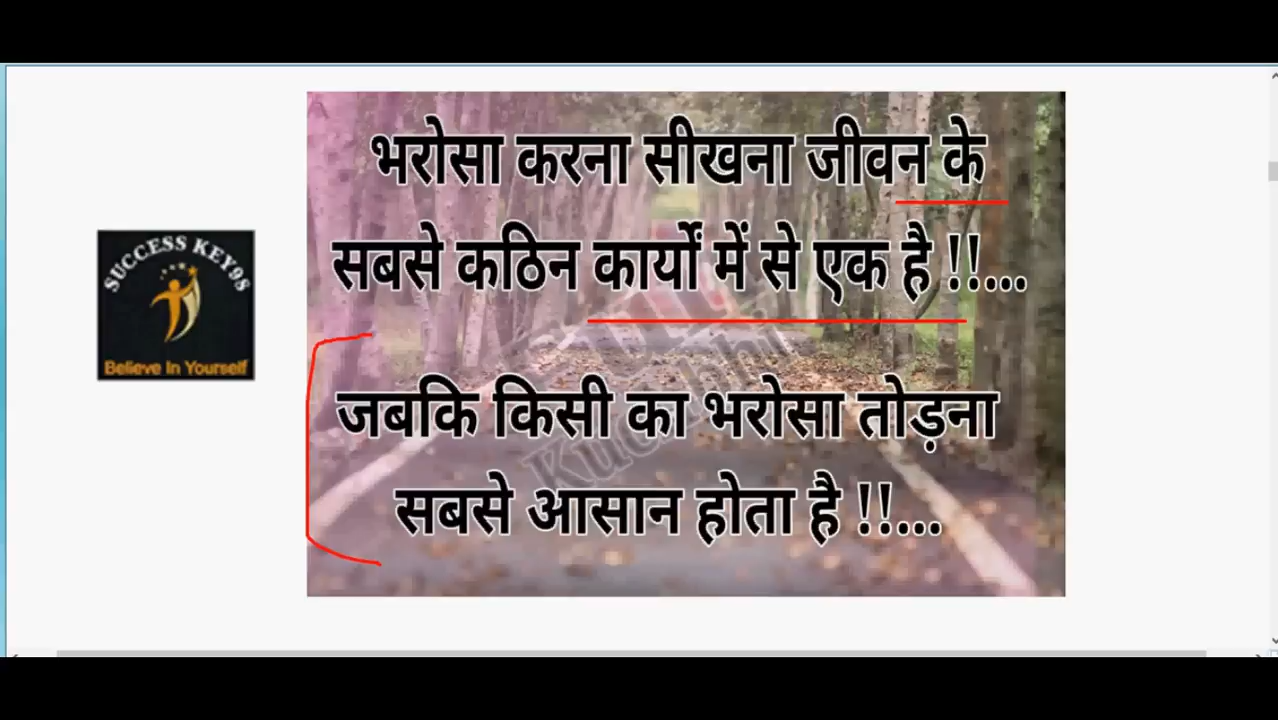 भरोसा करना सीखना जीवन के
सबसे कठिन कार्यों में से एक है !!...
जबकि किसी का भरोसा तोड़ना
सबसे आसान होता है !!...
SUCCESS KEY98
Believe In Yourself